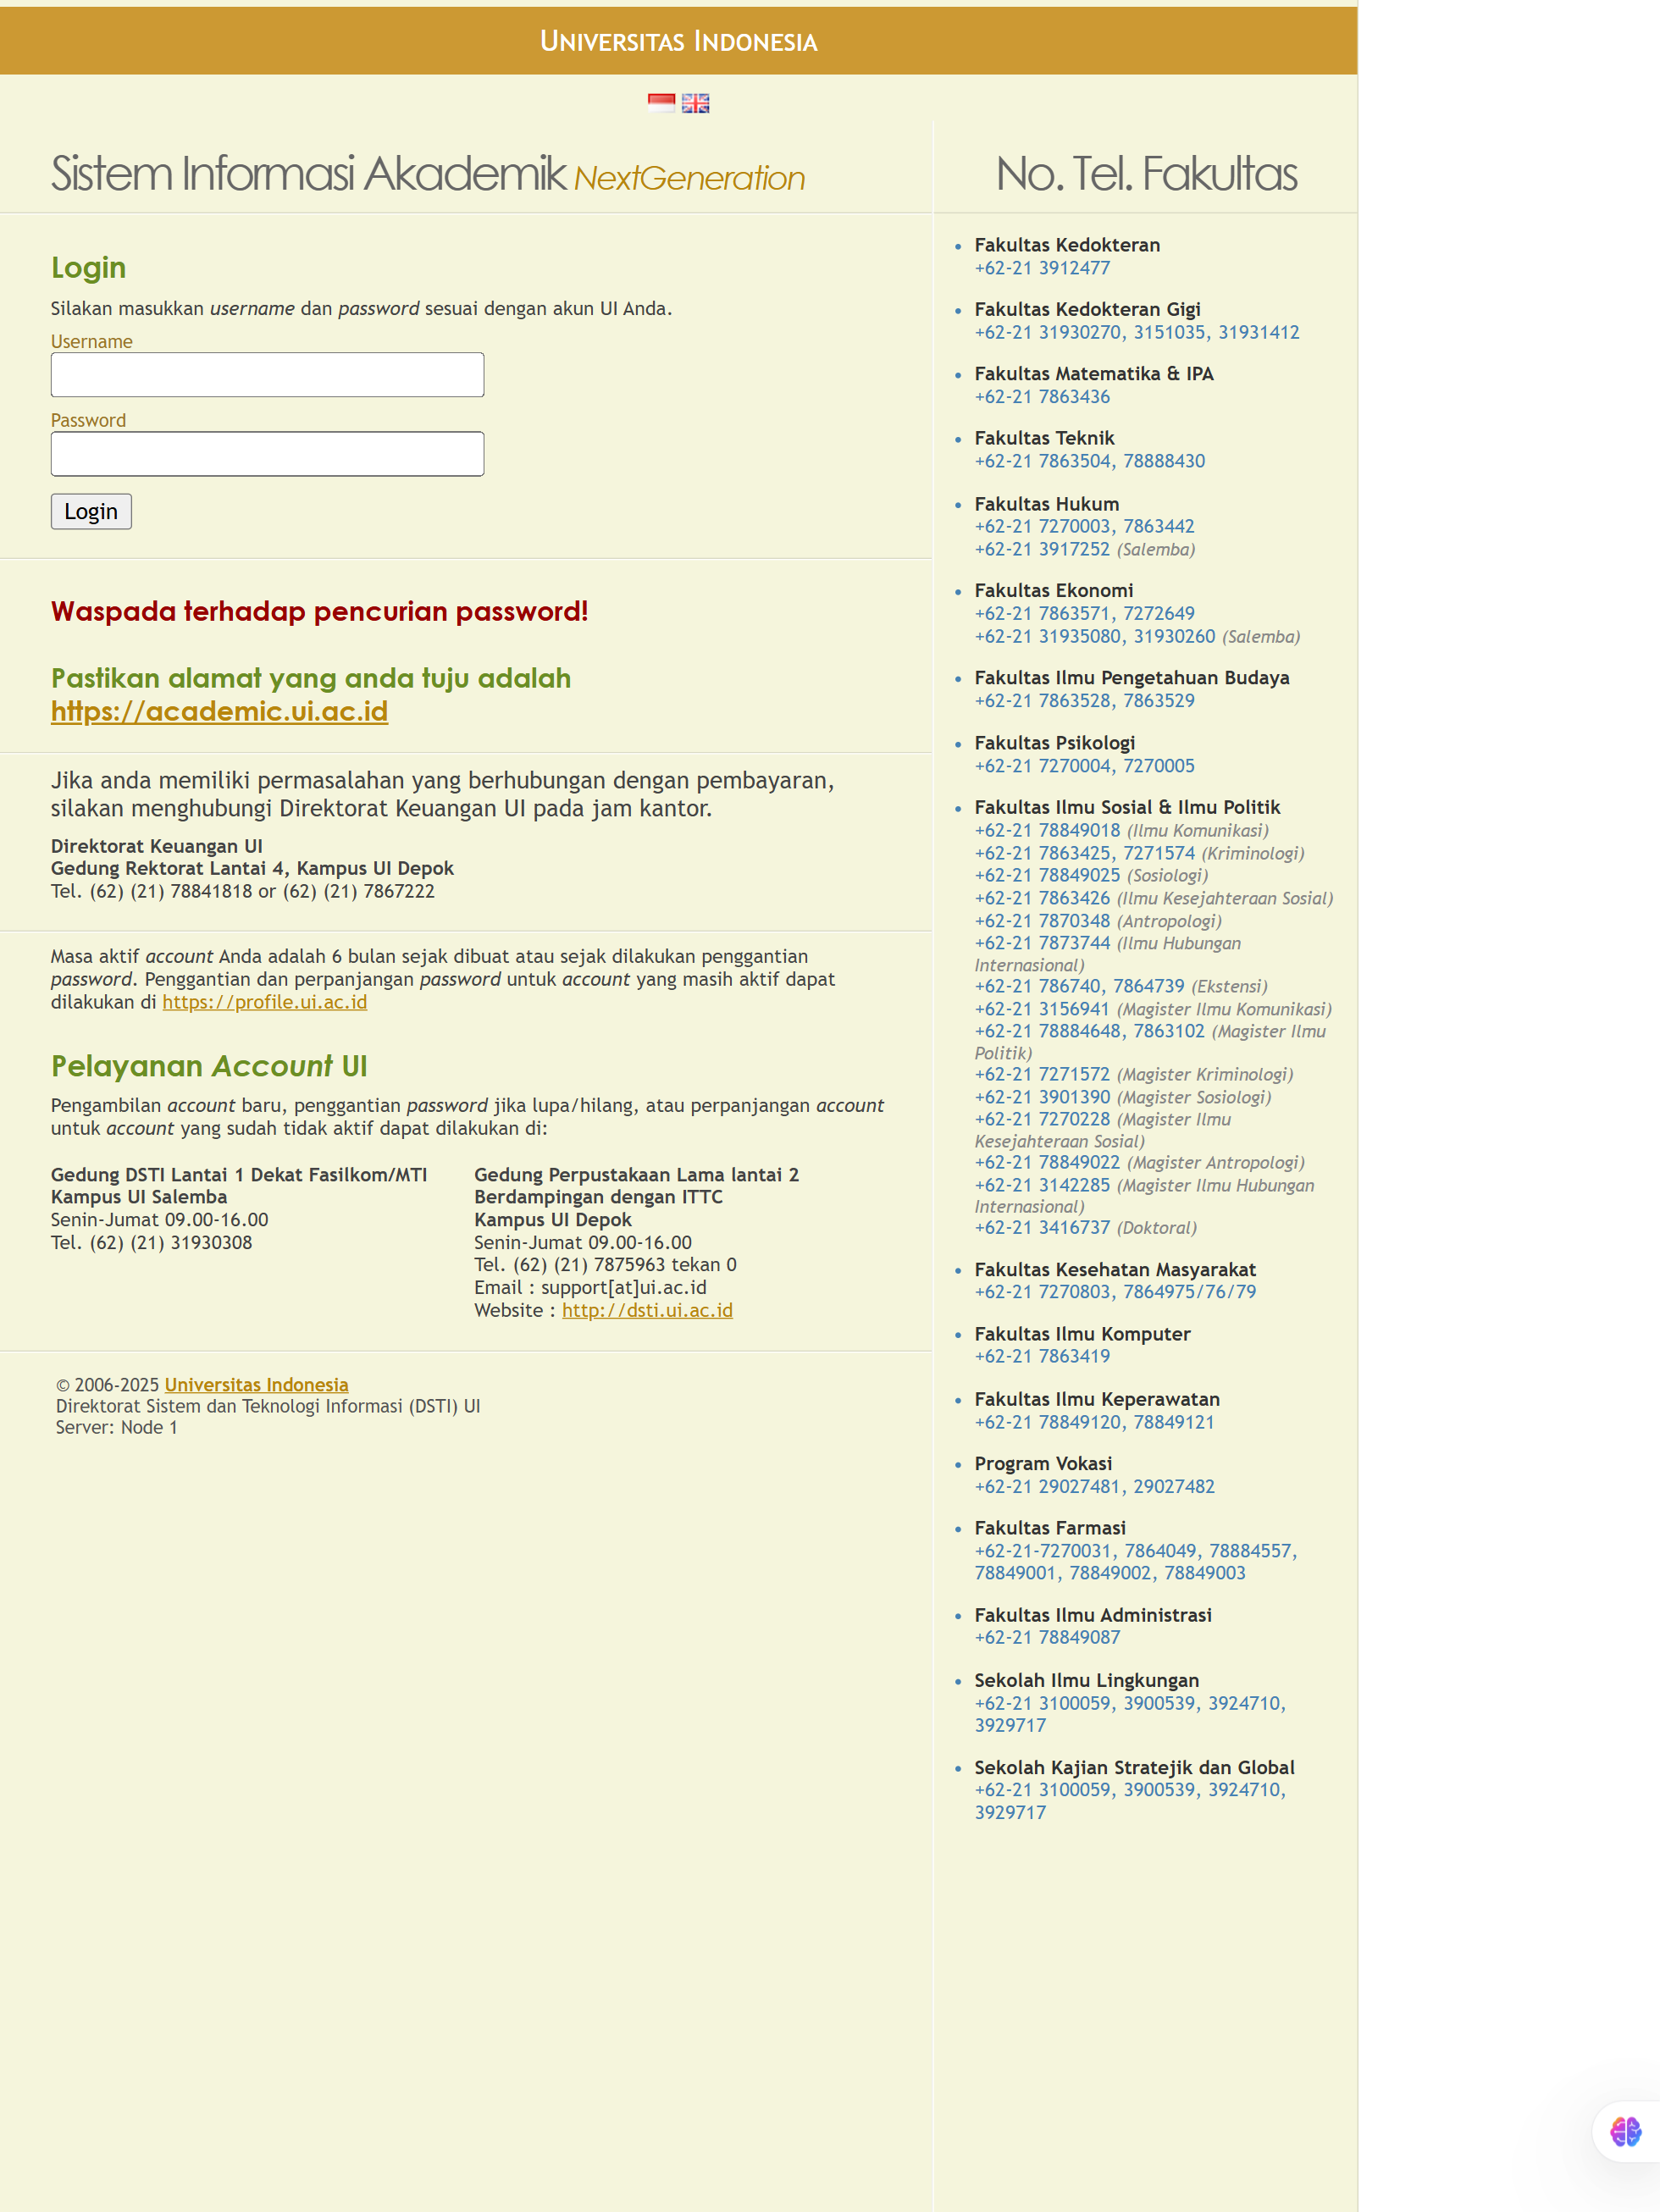 Universitas Indonesia
Sistem Informasi Akademik NextGeneration
Login
Silakan masukkan username dan password sesuai dengan akun UI Anda.
Username
Password
Login
Waspada terhadap pencurian password!
Pastikan alamat yang anda tuju adalah
https://academic.ui.ac.id
Jika anda memiliki permasalahan yang berhubungan dengan pembayaran,
silakan menghubungi Direktorat Keuangan UI pada jam kantor.
Direktorat Keuangan UI
Gedung Rektorat Lantai 4, Kampus UI Depok
Tel. (62) (21) 78841818 or (62) (21) 7867222
Masa aktif account Anda adalah 6 bulan sejak dibuat atau sejak dilakukan penggantian
password. Penggantian dan perpanjangan password untuk account yang masih aktif dapat
dilakukan di https://profile.ui.ac.id
Pelayanan Account UI
Pengambilan account baru, penggantian password jika lupa/hilang, atau perpanjangan account
untuk account yang sudah tidak aktif dapat dilakukan di:
Gedung DSTI Lantai 1 Dekat Fasilkom/MTI
Kampus UI Salemba
Senin-Jumat 09.00-16.00
Tel. (62) (21) 31930308
Gedung Perpustakaan Lama lantai 2
Berdampingan dengan ITTC
Kampus UI Depok
Senin-Jumat 09.00-16.00
Tel. (62) (21) 7875963 tekan 0
Email : support[at]ui.ac.id
Website : http://dsti.ui.ac.id
© 2006-2025 Universitas Indonesia
Direktorat Sistem dan Teknologi Informasi (DSTI) UI
Server: Node 1
No. Tel. Fakultas
• Fakultas Kedokteran
+62-21 3912477
• Fakultas Kedokteran Gigi
+62-21 31930270, 3151035, 31931412
• Fakultas Matematika & IPA
+62-21 7863436
• Fakultas Teknik
+62-21 7863504, 78888430
• Fakultas Hukum
+62-21 7270003, 7863442
+62-21 3917252 (Salemba)
• Fakultas Ekonomi
+62-21 7863571, 7272649
+62-21 31935080, 31930260 (Salemba)
• Fakultas Ilmu Pengetahuan Budaya
+62-21 7863528, 7863529
• Fakultas Psikologi
+62-21 7270004, 7270005
• Fakultas Ilmu Sosial & Ilmu Politik
+62-21 78849018 (Ilmu Komunikasi)
+62-21 7863425, 7271574 (Kriminologi)
+62-21 78849025 (Sosiologi)
+62-21 7863426 (Ilmu Kesejahteraan Sosial)
+62-21 7870348 (Antropologi)
+62-21 7873744 (Ilmu Hubungan
Internasional)
+62-21 786740, 7864739 (Ekstensi)
+62-21 3156941 (Magister Ilmu Komunikasi)
+62-21 78884648, 7863102 (Magister Ilmu
Politik)
+62-21 7271572 (Magister Kriminologi)
+62-21 3901390 (Magister Sosiologi)
+62-21 7270228 (Magister Ilmu
Kesejahteraan Sosial)
+62-21 78849022 (Magister Antropologi)
+62-21 3142285 (Magister Ilmu Hubungan
Internasional)
+62-21 3416737 (Doktoral)
• Fakultas Kesehatan Masyarakat
+62-21 7270803, 7864975/76/79
• Fakultas Ilmu Komputer
+62-21 7863419
• Fakultas Ilmu Keperawatan
+62-21 78849120, 78849121
• Program Vokasi
+62-21 29027481, 29027482
• Fakultas Farmasi
+62-21-7270031, 7864049, 78884557,
78849001, 78849002, 78849003
• Fakultas Ilmu Administrasi
+62-21 78849087
• Sekolah Ilmu Lingkungan
+62-21 3100059, 3900539, 3924710,
3929717
• Sekolah Kajian Stratejik dan Global
+62-21 3100059, 3900539, 3924710,
3929717